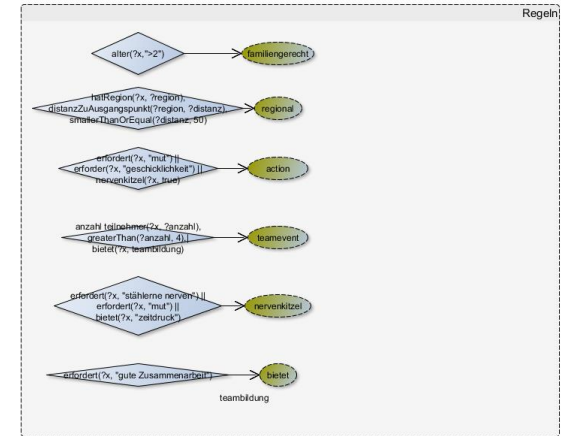 Regeln
alter(?x,">2")
familiengerecht
hatRegion(?x, ?region),
distanzZuAusgangspunkt(?region, ?distanz),
smallerThanOrEqual(?distanz, 50)
regional
erfordert(?x, "mut") ||
erforder(?x, "geschicklichkeit") ||
nervenkitzel(?x, true)
action
anzahl teilnehmer(?x, ?anzahl),
greaterThan(?anzahl, 4),|
bietet(?x, teambildung)
teamevent
erfordert(?x, "stählerne nerven") ||
erfordert(?x, "mut") ||
bietet(?x, "zeitdruck")
nervenkitzel
erfordert(?x, "gute Zusammenarbeit")
bietet
teambildung